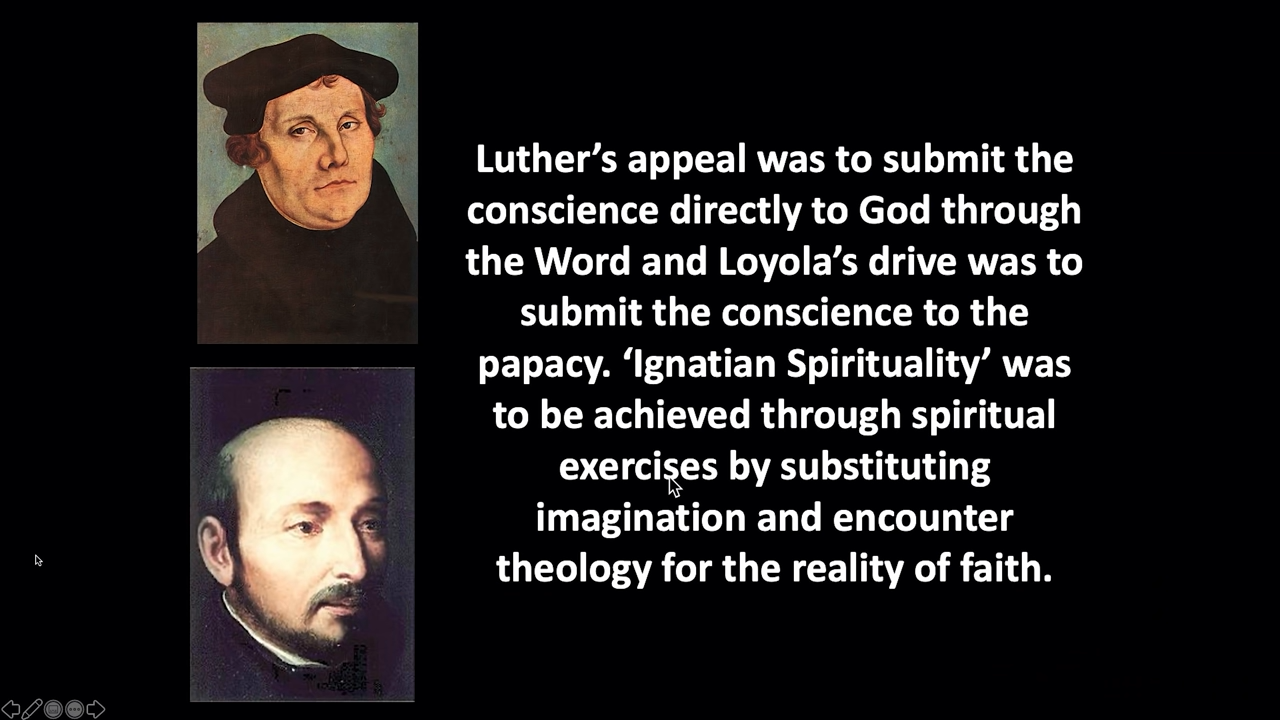 Luther’s appeal was to submit the
conscience directly to God through
the Word and Loyola’s drive was to
submit the conscience to the
papacy. ‘Ignatian Spirituality’ was
to be achieved through spiritual
exercises by substituting
imagination and encounter
theology for the reality of faith.